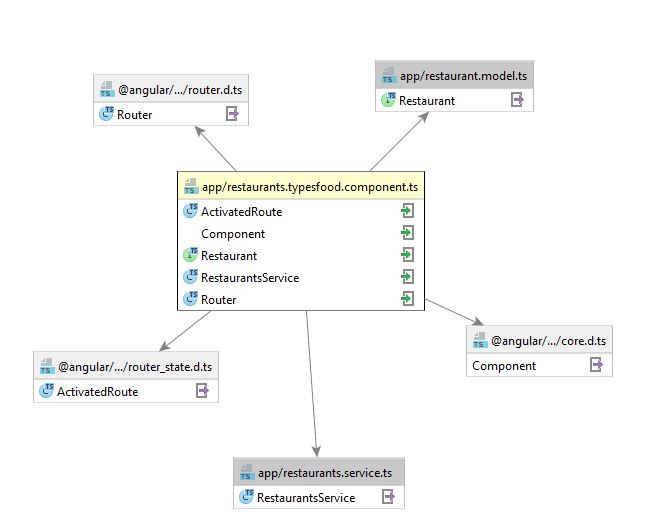 app/restaurant.model.ts
Restaurant
@angular/.../router.d.ts
Router
app/restaurants.typesfood.component.ts
ActivatedRoute
Component
Restaurant
RestaurantsService
Router
@angular/.../core.d.ts
Component
@angular/.../router_state.d.ts
ActivatedRoute
app/restaurants.service.ts
RestaurantsService